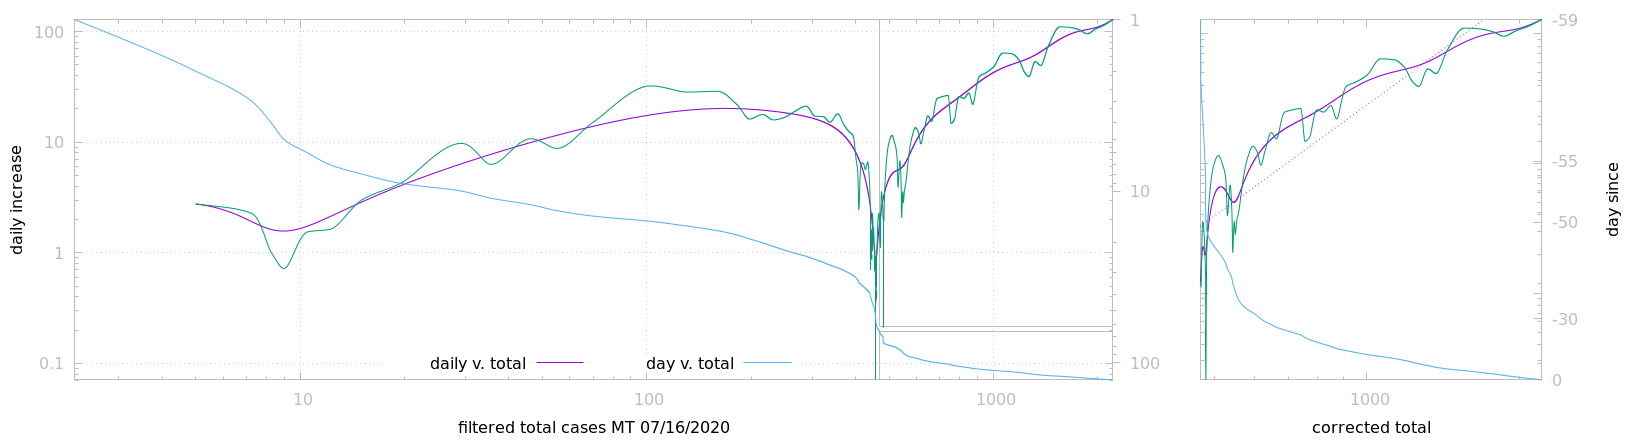 100
10
1
0.1
daily increase
10
100
1000
filtered total cases MT 07/16/2020
daily v. total
day v. total
1
10
100
1000
corrected total
-59
-55
-50
-30
0
day since